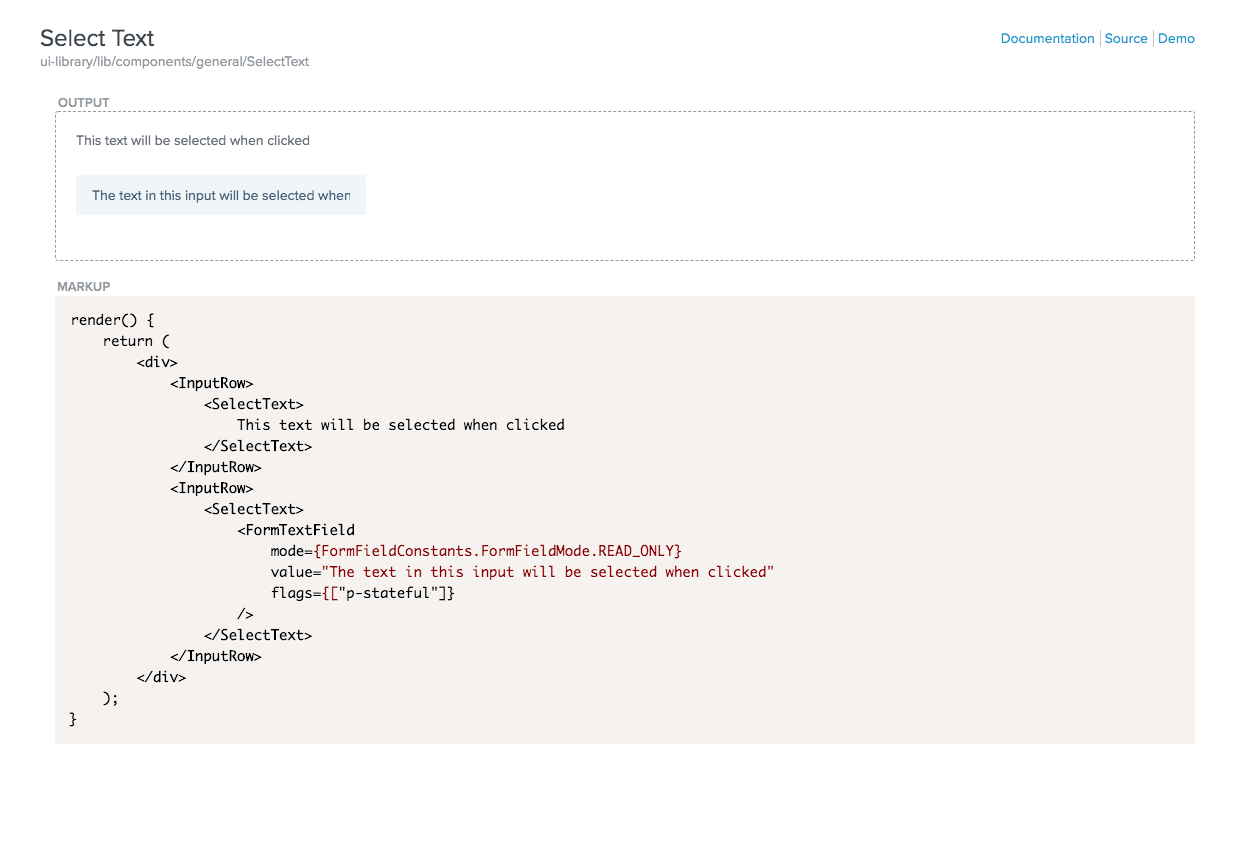 Select Text
Documentation Source Demo
ui-library/lib/components/general/SelectText
OUTPUT
This text will be selected when clicked
The text in this input will be selected when
MARKUP
render() {
    return (
        <div>
            <InputRow>
                <SelectText>
                    This text will be selected when clicked
                </SelectText>
            </InputRow>
            <InputRow>
                <SelectText>
                    <FormTextField
                        mode={FormFieldConstants.FormFieldMode.READ_ONLY}
                        value="The text in this input will be selected when clicked"
                        flags={["p-stateful"]}
                    />
                </SelectText>
            </InputRow>
        </div>
    );
}